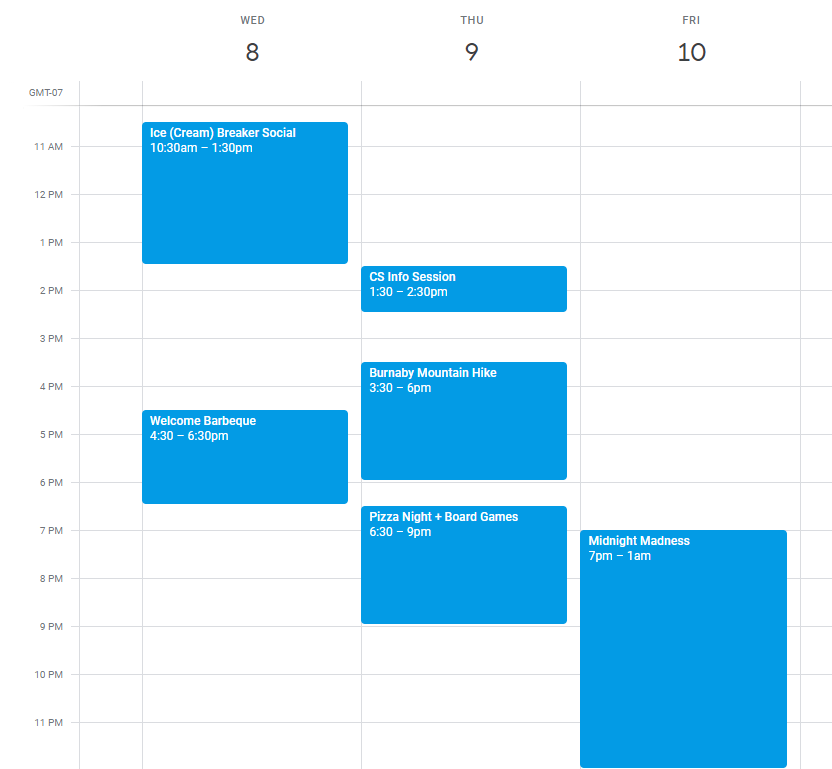 WED THU FRI
8 9 10
GMT-07
Ice (Cream) Breaker Social
10:30am – 1:30pm
11 AM
12 PM
1 PM
CS Info Session
1:30 – 2:30pm
2 PM
3 PM
Burnaby Mountain Hike
3:30 – 6pm
4 PM
Welcome Barbeque
4:30 – 6:30pm
5 PM
6 PM
Pizza Night + Board Games
6:30 – 9pm
7 PM
Midnight Madness
7pm – 1am
8 PM
9 PM
10 PM
11 PM